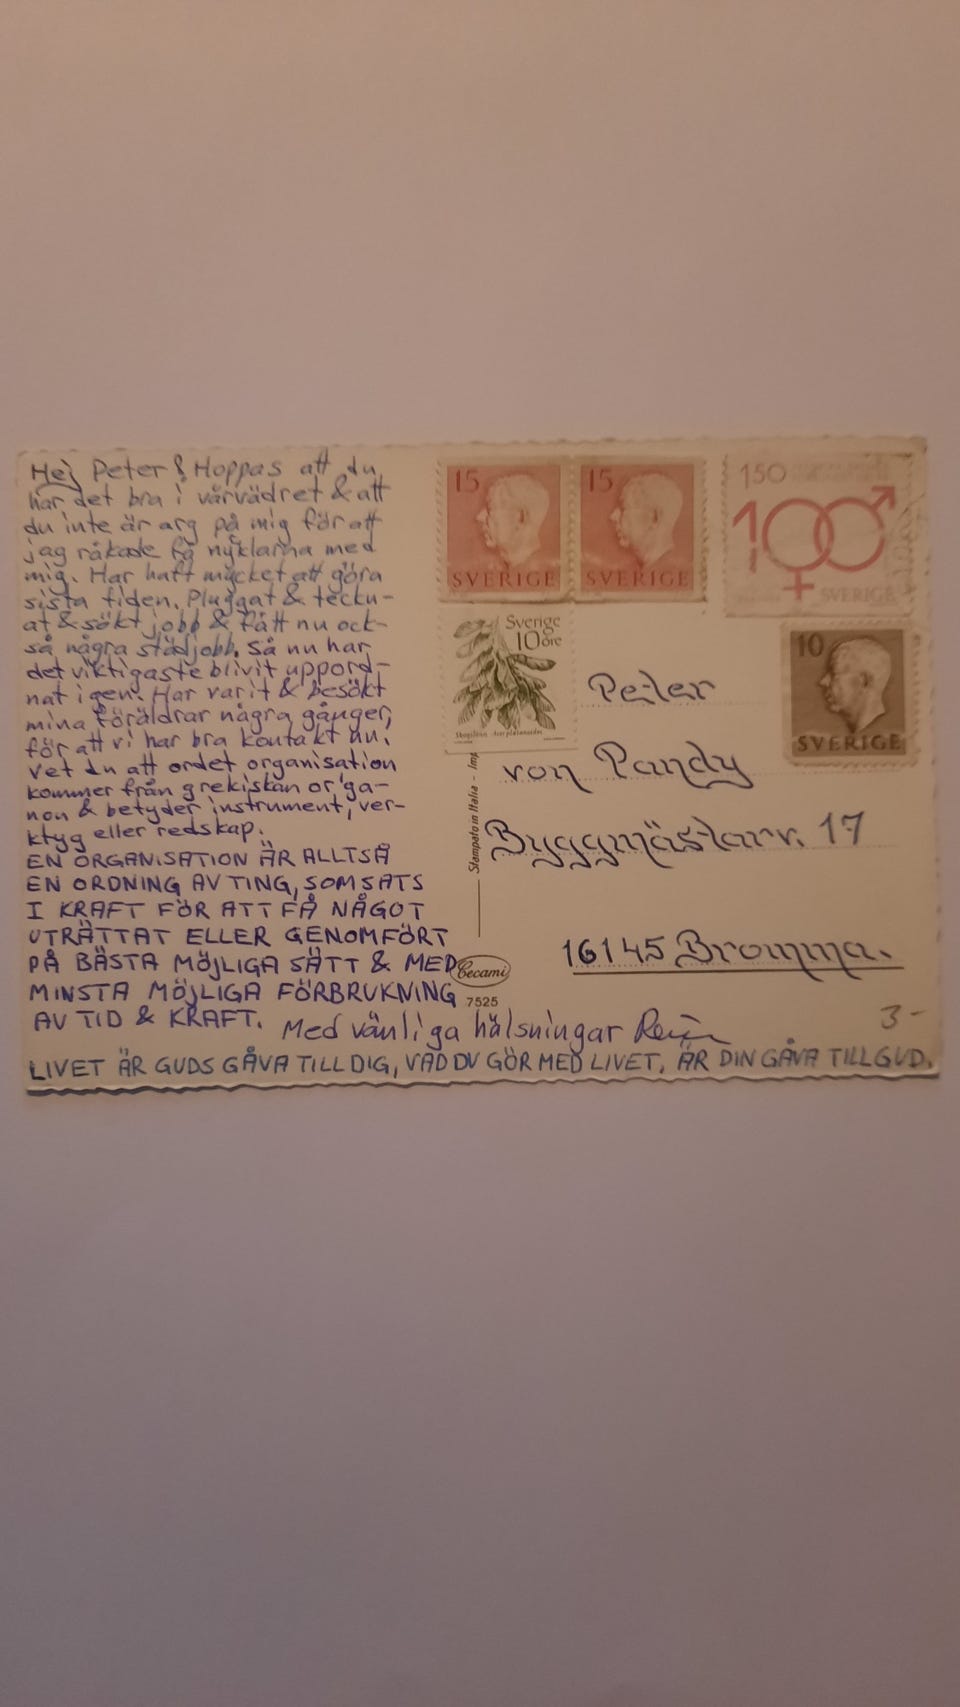 Hej Peter! Hoppas att du
har det bra i vårvädret & att
du inte är arg på mig för att
jag råkade få nycklarna med
mig. Har haft mycket att göra
sista tiden. Pluggat & teckn-
at & sökt jobb & fått nu ock-
så några städjobb. Så nu har
det viktigaste blivit uppord-
nat igen. Har varit & besökt
mina föräldrar några gånger,
för att vi har bra kontakt nu.
Vet du att ordet organisation
kommer från grekiskan or'ga-
non & betyder instrument, ver-
ktyg eller redskap.
EN ORGANISATION ÄR ALLTSÅ
EN ORDNING AV TING, SOM SATS
I KRAFT FÖR ATT FÅ NÅGOT
UTRÄTTAT ELLER GENOMFÖRT
PÅ BÄSTA MÖJLIGA SÄTT & MED
MINSTA MÖJLIGA FÖRBRUKNING
AV TID & KRAFT. Med vänliga hälsningar
LIVET ÄR GUDS GÅVA TILL DIG, VAD DU GÖR MED LIVET, ÄR DIN GÅVA TILL GUD.
15
SVERIGE
15
SVERIGE
150
100
SVERIGE
Sverige
10 öre
10
SVERIGE
Stampato in Italia - Imp
Cecami
7525
Peter
von Pandy
Byggmästarv. 17
16145 Bromma.
3-